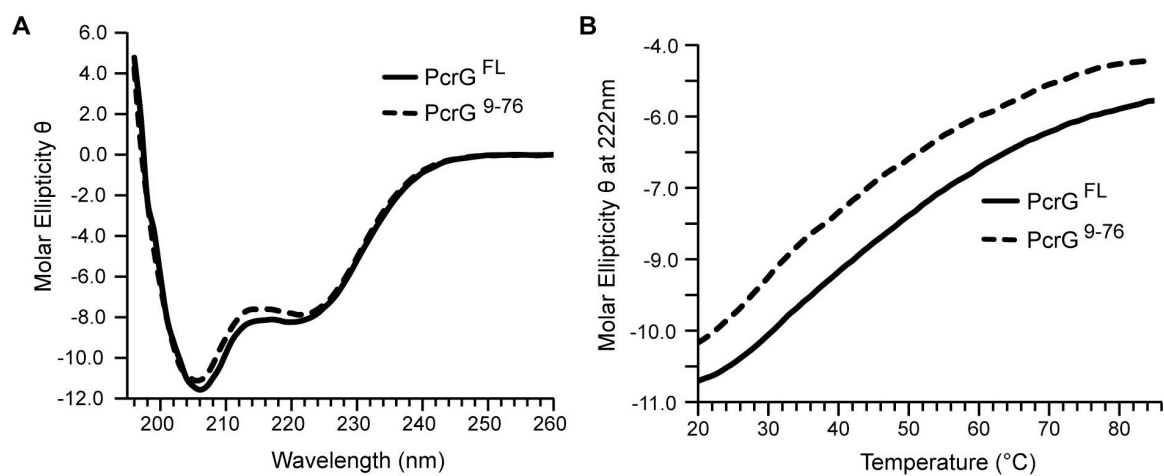 A
Molar Ellipticity θ
6.0
4.0
2.0
0.0
-2.0
-4.0
-6.0
-8.0
-10.0
-12.0
PcrG FL
PcrG 9-76
200 210 220 230 240 250 260
Wavelength (nm)
B
Molar Ellipticity θ at 222nm
-4.0
-6.0
-7.0
-9.0
-10.0
-11.0
PcrG FL
PcrG 9-76
20 30 40 50 60 70 80
Temperature (°C)